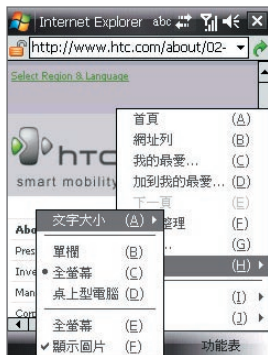 Internet Explorer abc
http://www.htc.com/about/02-
Select Region & Language
hTC
smart mobility
首頁 (A)
網址列 (B)
我的最愛... (C)
加到我的最愛... (D)
下一頁 (E)
整理 (F)
... (G)
(H)
(I)
(J)
文字大小 (A)
單欄 (B)
全螢幕 (C)
桌上型電腦 (D)
全螢幕 (E)
顯示圖片 (F)
Abo
Pres
Inve
Man
Corp
功能表